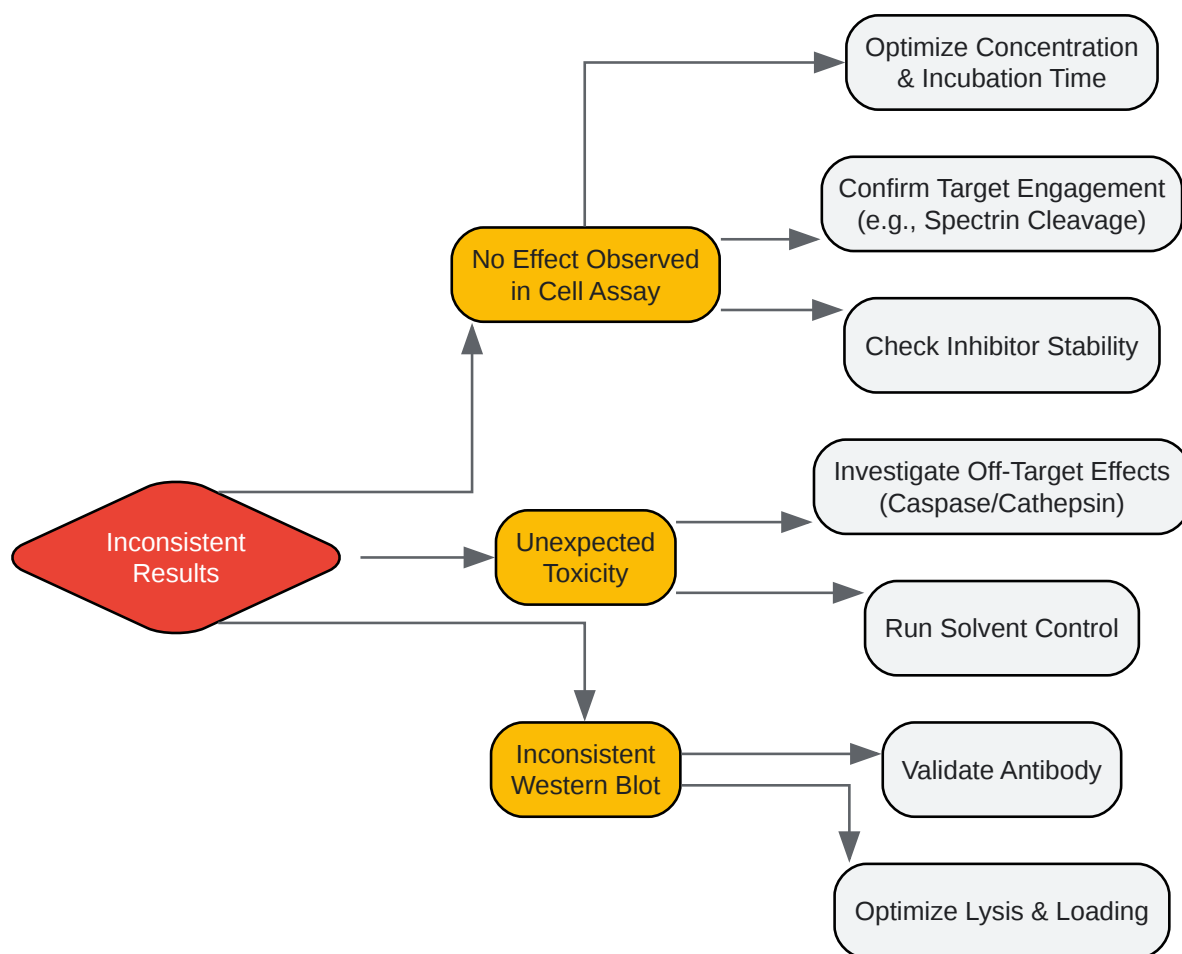 Optimize Concentration
& Incubation Time
Confirm Target Engagement
(e.g., Spectrin Cleavage)
No Effect Observed
in Cell Assay
Check Inhibitor Stability
Investigate Off-Target Effects
(Caspase/Cathepsin)
Inconsistent
Results
Unexpected
Toxicity
Run Solvent Control
Inconsistent
Western Blot
Validate Antibody
Optimize Lysis & Loading